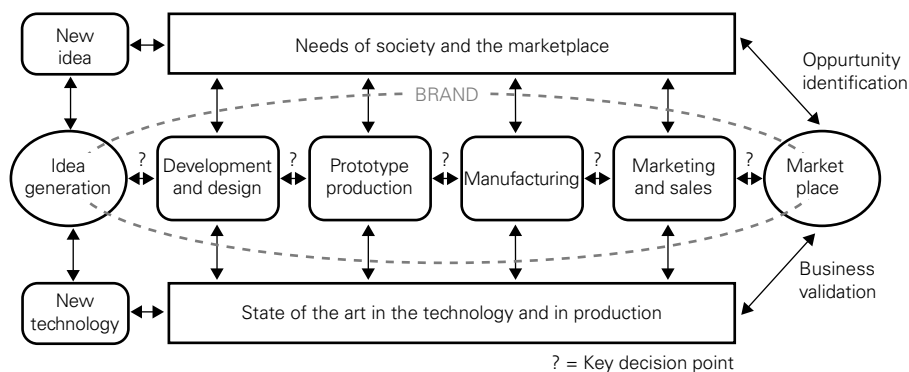 New
idea
Needs of society and the marketplace
Oppurtunity
identification
BRAND
Idea
generation
?
Development
and design
?
Prototype
production
?
Manufacturing
?
Marketing
and sales
?
Market
place
Business
validation
New
technology
State of the art in the technology and in production
? = Key decision point